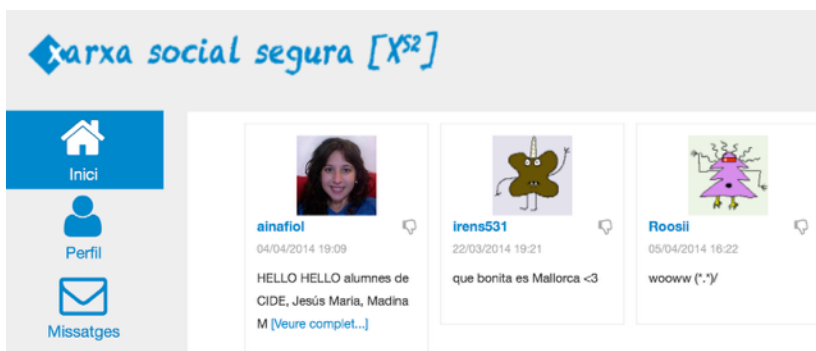 xarxa social segura [XS2]
Inici
Perfil
Missatges
ainafiol
04/04/2014 19:09
HELLO HELLO alumnes de
CIDE, Jesús Maria, Madina
M [Veure complet...]
irens531
22/03/2014 19:21
que bonita es Mallorca <3
Roosii
05/04/2014 16:22
wooww (*.*)/